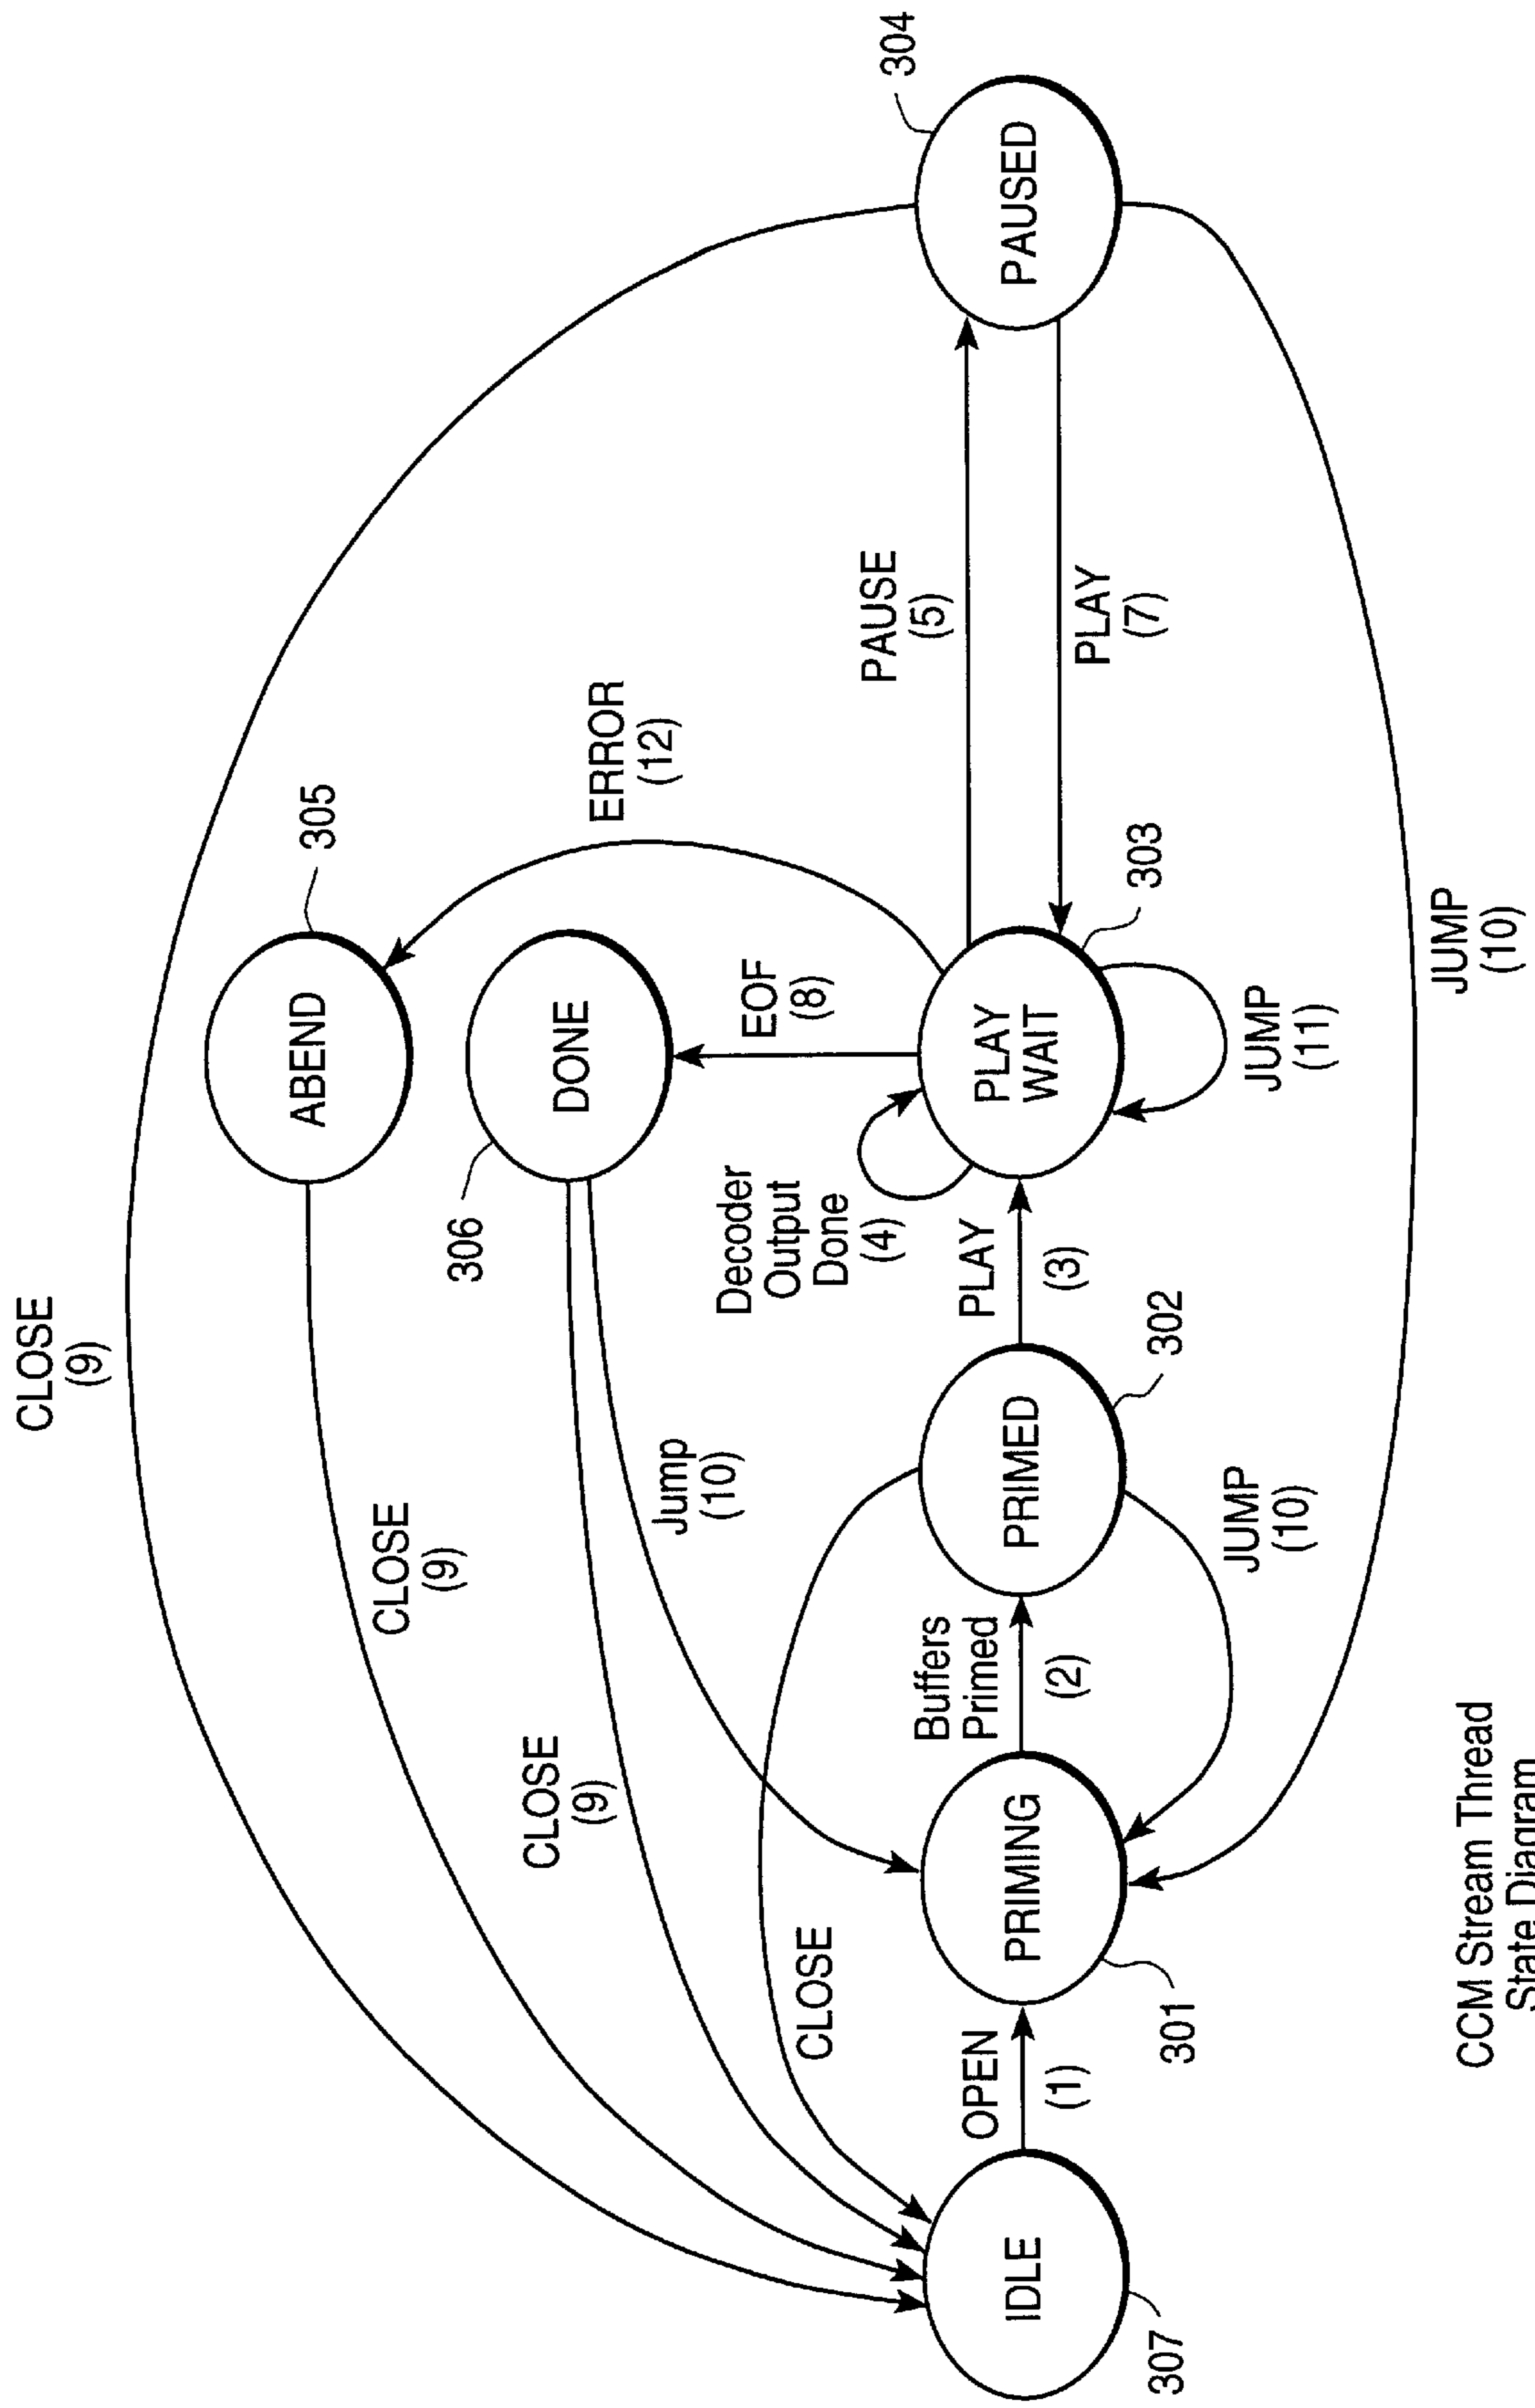 CLOSE
(9)
ABEND
305
CLOSE
(9)
ERROR
(12)
304
306
DONE
CLOSE
(9)
Jump
(10)
EOF
(8)
Decoder
Output
Done
(4)
PAUSE
(5)
CLOSE
IDLE
307
OPEN
(1)
PRIMING
301
Buffers
Primed
(2)
PRIMED
302
PLAY
(3)
PLAY
WAIT
303
PLAY
(7)
PAUSED
JUMP
(10)
JUMP
(11)
JUMP
(10)
CCM Stream Thread
State Diagram